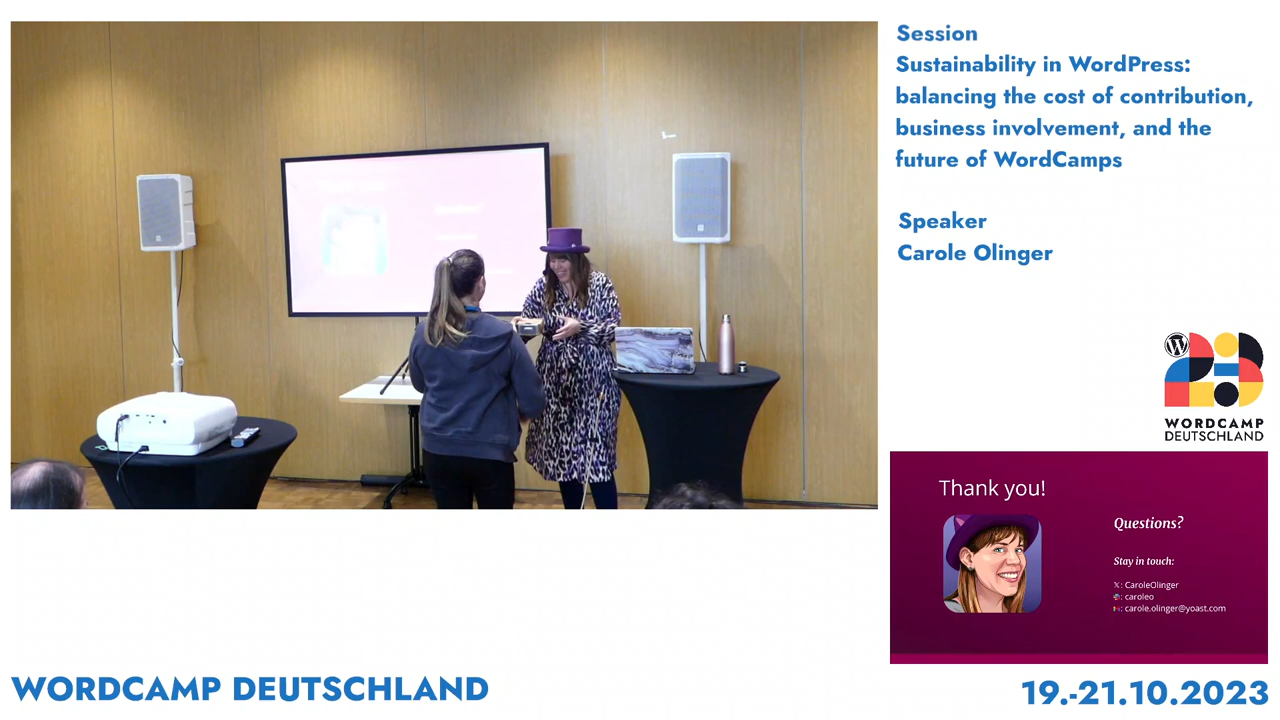 Session
Sustainability in WordPress:
balancing the cost of contribution,
business involvement, and the
future of WordCamps
Speaker
Carole Olinger
W
WORDCAMP
DEUTSCHLAND
Thank you!
Questions?
Stay in touch:
X: CaroleOlinger
: caroleo
: carole.olinger@yoast.com
WORDCAMP DEUTSCHLAND
19.-21.10.2023